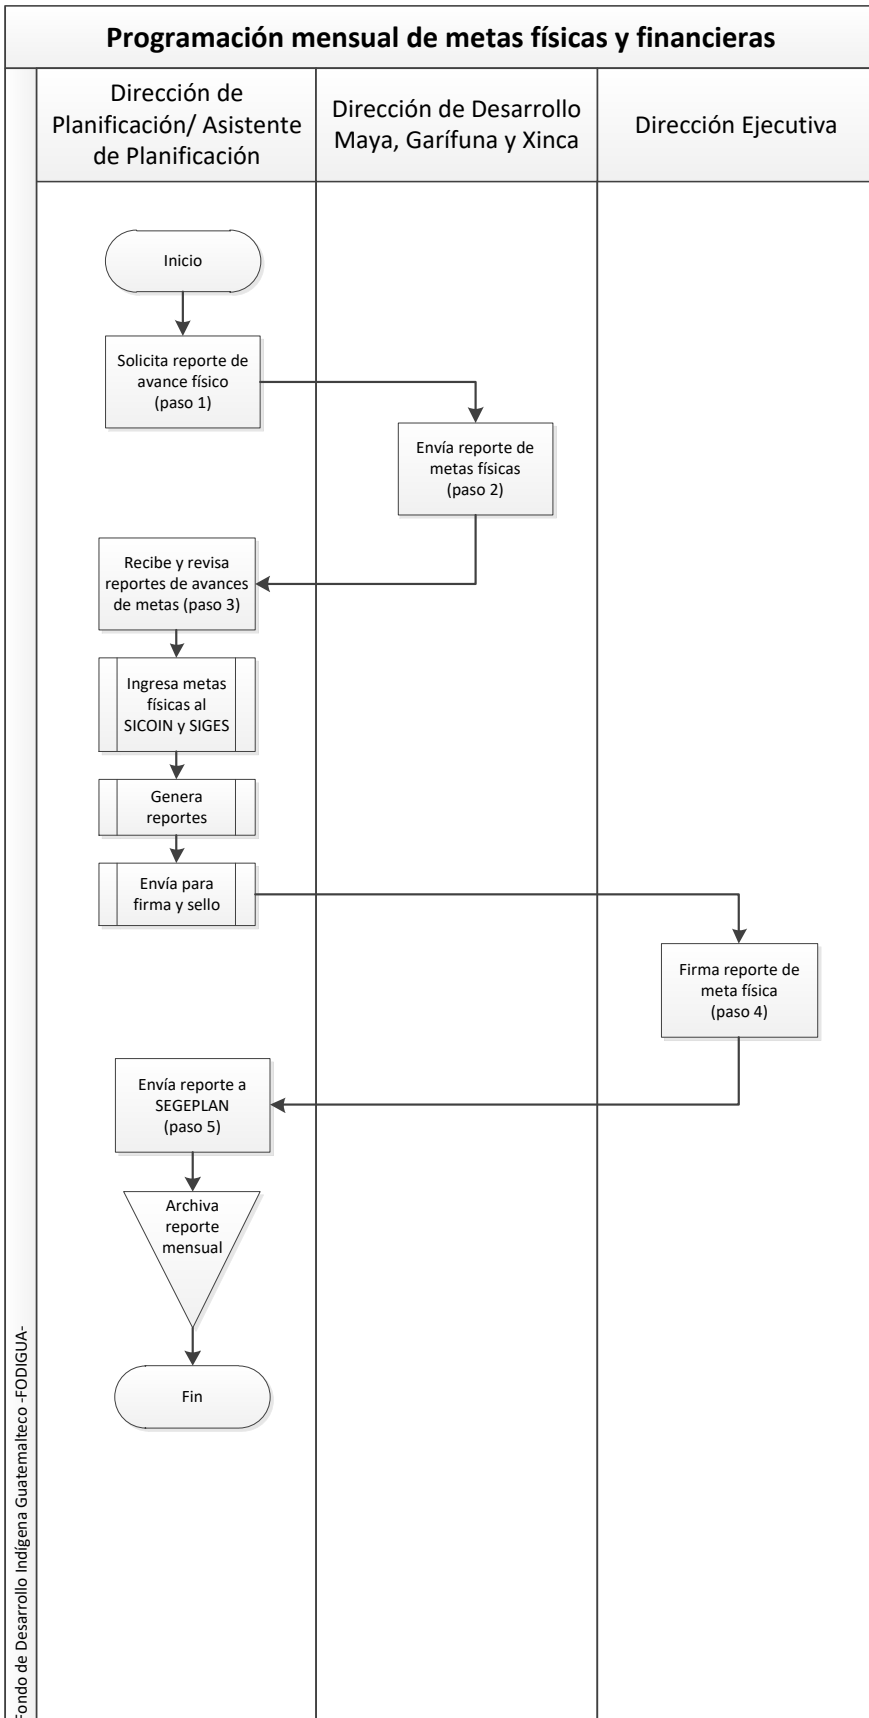 Programación mensual de metas físicas y financieras
Dirección de
Planificación/ Asistente
de Planificación
Dirección de Desarrollo
Maya, Garífuna y Xinca
Dirección Ejecutiva
Inicio
Solicita reporte de
avance físico
(paso 1)
Envía reporte de
metas físicas
(paso 2)
Recibe y revisa
reportes de avances
de metas (paso 3)
Ingresa metas
físicas al
SICOIN y SIGES
Genera
reportes
Envía para
firma y sello
Firma reporte de
meta física
(paso 4)
Envía reporte a
SEGEPLAN
(paso 5)
Archiva
reporte
mensual
Fin
Fondo de Desarrollo Indígena Guatemalteco -FODIGUA-